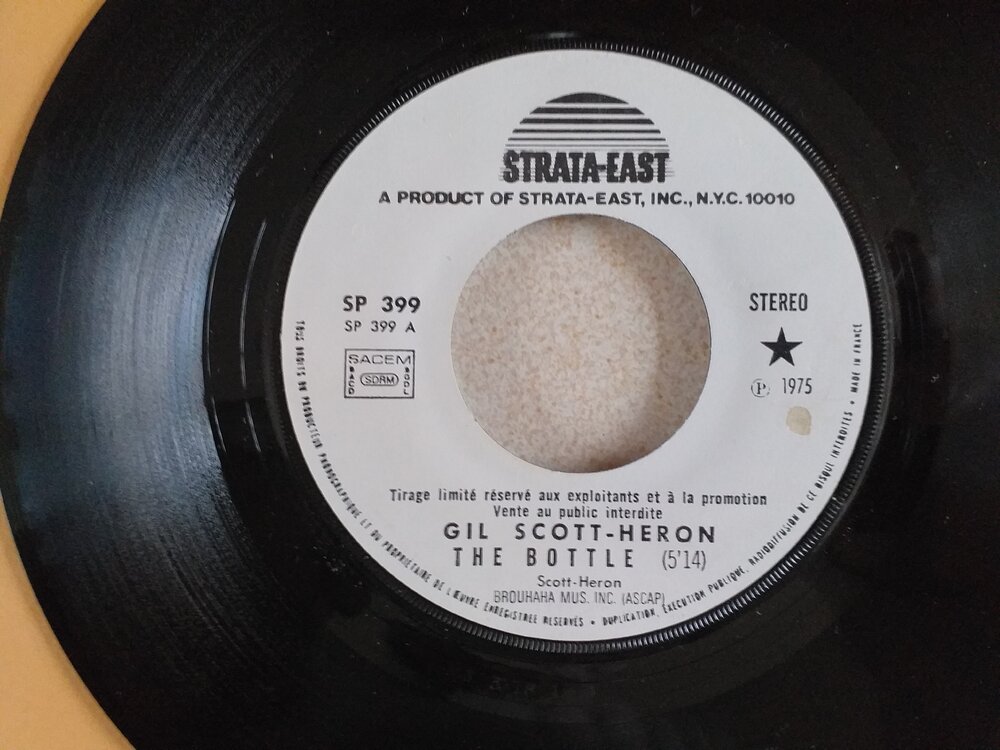 STRATA-EAST
A PRODUCT OF STRATA-EAST, INC., N.Y.C. 10010
SP 399
SP 399 A
SACEM
SACD
SDRM
SGDL
STEREO
P 1975
Tirage limité réservé aux exploitants et à la promotion
Vente au public interdite
GIL SCOTT-HERON
THE BOTTLE (5'14)
Scott-Heron
BROUHAHA MUS. INC. (ASCAP)
TOUS DROITS DU PRODUCTEUR PHONOGRAPHIQUE ET DU PROPRIETAIRE DE L'ŒUVRE ENREGISTREE RESERVES • DUPLICATION, EXECUTION PUBLIQUE, RADIODIFFUSION DE CE DISQUE INTERDITES • MADE IN FRANCE